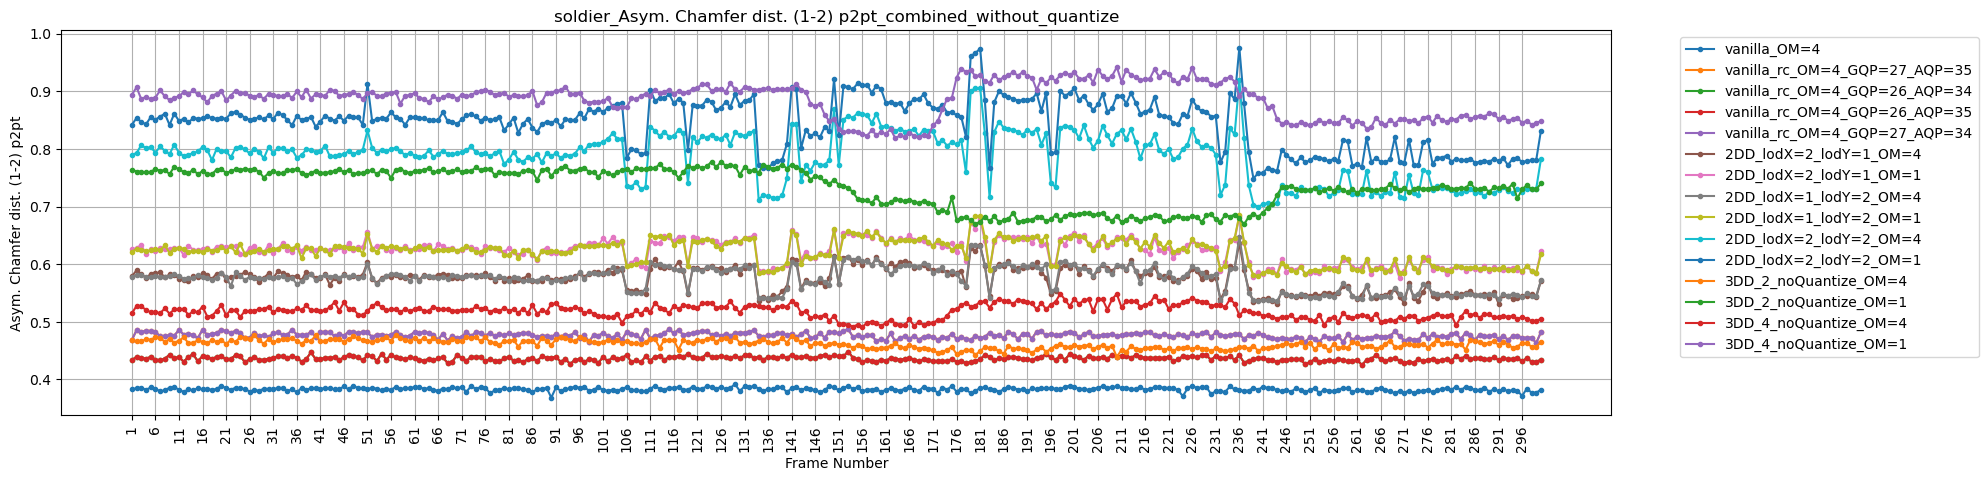 soldier_Asym. Chamfer dist. (1-2) p2pt_combined_without_quantize
Asym. Chamfer dist. (1-2) p2pt
1.0
0.9
0.8
0.7
0.6
0.5
0.4
1 6 11 16 21 26 31 36 41 46 51 56 61 66 71 76 81 86 91 96 101 106 111 116 121 126 131 136 141 146 151 156 161 166 171 176 181 186 191 196 201 206 211 216 221 226 231 236 241 246 251 256 261 266 271 276 281 286 291 296
Frame Number
vanilla_OM=4
vanilla_rc_OM=4_GQP=27_AQP=35
vanilla_rc_OM=4_GQP=26_AQP=34
vanilla_rc_OM=4_GQP=26_AQP=35
vanilla_rc_OM=4_GQP=27_AQP=34
2DD_lodX=2_lodY=1_OM=4
2DD_lodX=2_lodY=1_OM=1
2DD_lodX=1_lodY=2_OM=4
2DD_lodX=1_lodY=2_OM=1
2DD_lodX=2_lodY=2_OM=4
2DD_lodX=2_lodY=2_OM=1
3DD_2_noQuantize_OM=4
3DD_2_noQuantize_OM=1
3DD_4_noQuantize_OM=4
3DD_4_noQuantize_OM=1